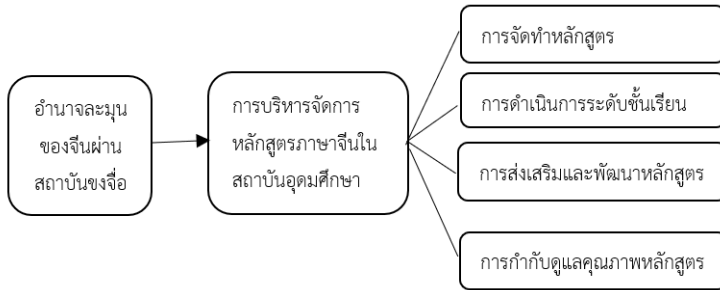 อำนาจละมุน
ของจีนผ่าน
สถาบันขงจื่อ
การบริหารจัดการ
หลักสูตรภาษาจีนใน
สถาบันอุดมศึกษา
การจัดทำหลักสูตร
การดำเนินการระดับชั้นเรียน
การส่งเสริมและพัฒนาหลักสูตร
การกำกับดูแลคุณภาพหลักสูตร